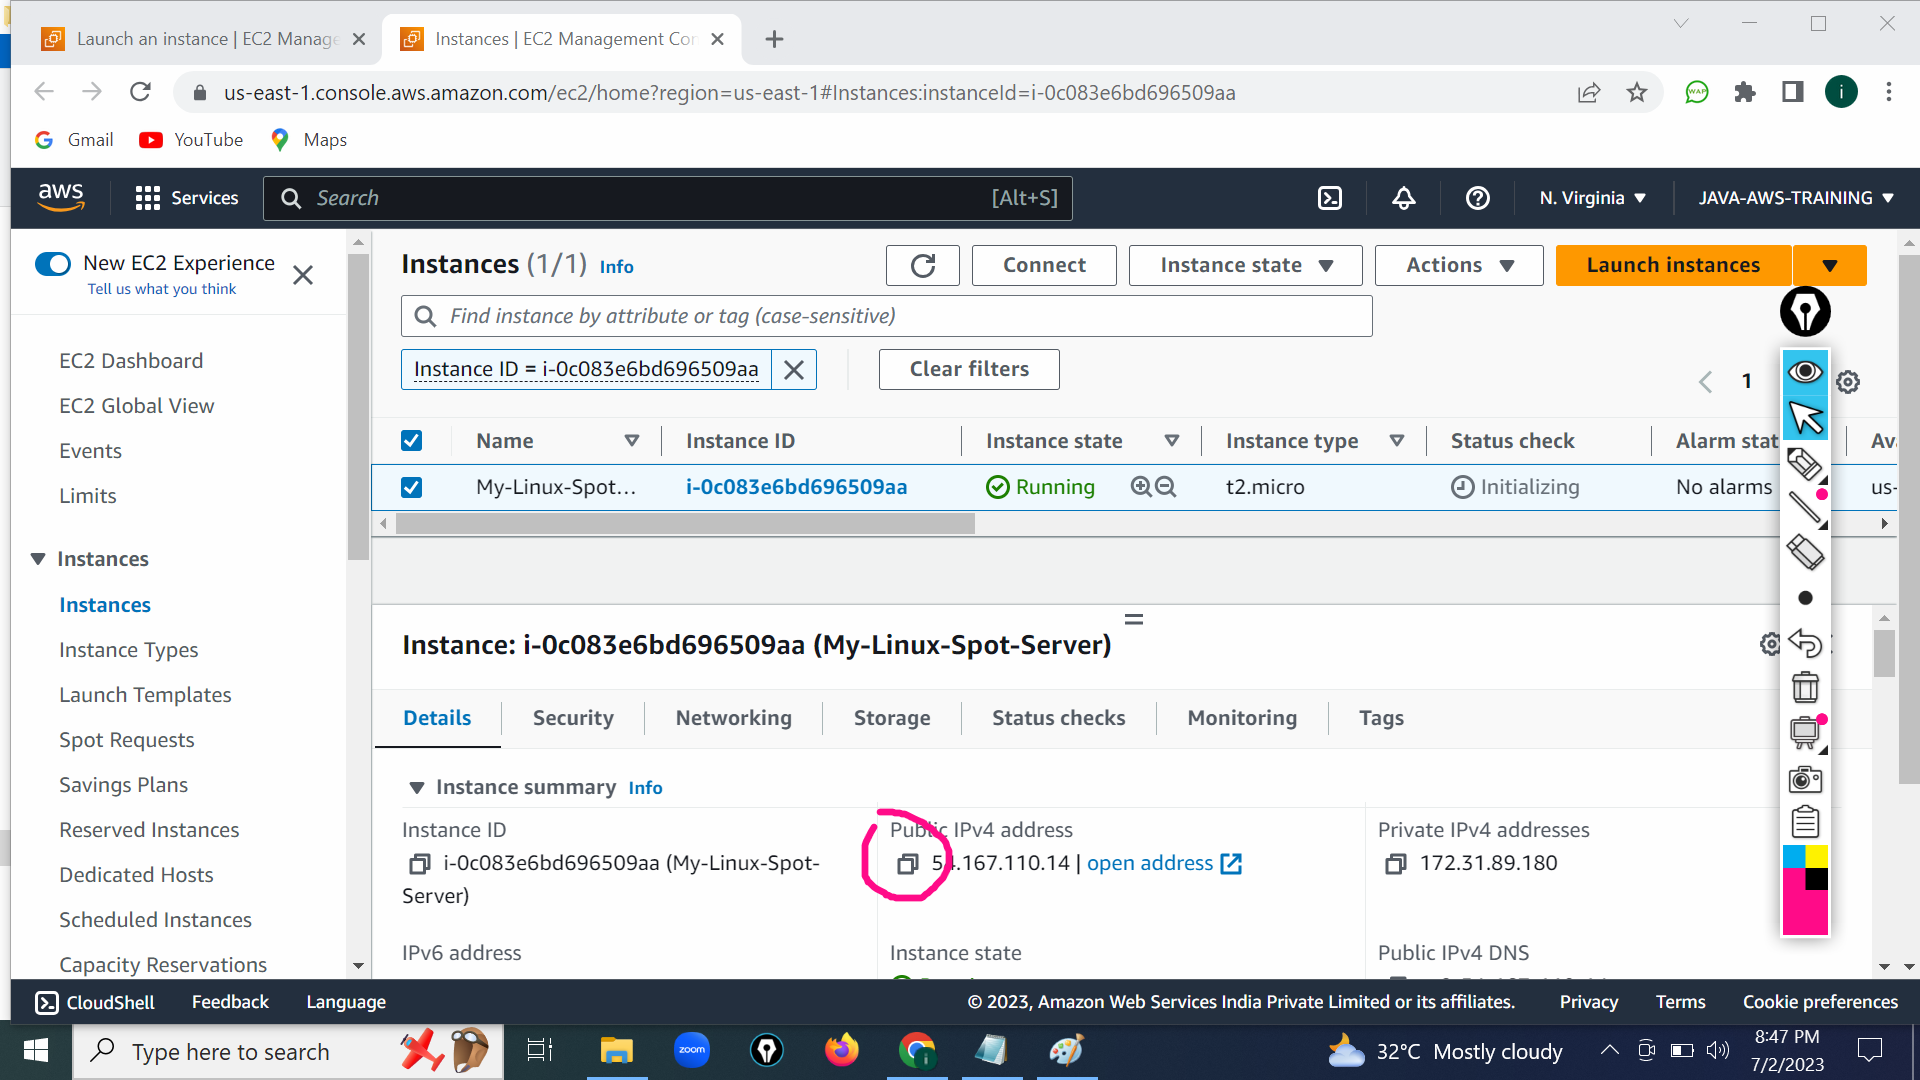 Launch an instance | EC2 Manage
Instances | EC2 Management Cor
us-east-1.console.aws.amazon.com/ec2/home?region=us-east-1#Instances:instanceId=i-0c083e6bd696509aa
WAP
i
Gmail
YouTube
Maps
aws
Services
Search
[Alt+S]
N. Virginia
JAVA-AWS-TRAINING
New EC2 Experience
Tell us what you think
EC2 Dashboard
EC2 Global View
Events
Limits
Instances
Instances
Instance Types
Launch Templates
Spot Requests
Savings Plans
Reserved Instances
Dedicated Hosts
Scheduled Instances
Capacity Reservations
Instances (1/1) Info
Connect
Instance state
Actions
Launch instances
Find instance by attribute or tag (case-sensitive)
Instance ID = i-0c083e6bd696509aa
Clear filters
1
Name
Instance ID
Instance state
Instance type
Status check
Alarm stat
Av
My-Linux-Spot...
i-0c083e6bd696509aa
Running
t2.micro
Initializing
No alarms
us-
Instance: i-0c083e6bd696509aa (My-Linux-Spot-Server)
Details
Security
Networking
Storage
Status checks
Monitoring
Tags
Instance summary Info
Instance ID
i-0c083e6bd696509aa (My-Linux-Spot-
Server)
Public IPv4 address
54.167.110.14 | open address
Private IPv4 addresses
172.31.89.180
IPv6 address
Instance state
Public IPv4 DNS
CloudShell
Feedback
Language
© 2023, Amazon Web Services India Private Limited or its affiliates.
Privacy
Terms
Cookie preferences
Type here to search
zoom
32°C Mostly cloudy
8:47 PM
7/2/2023